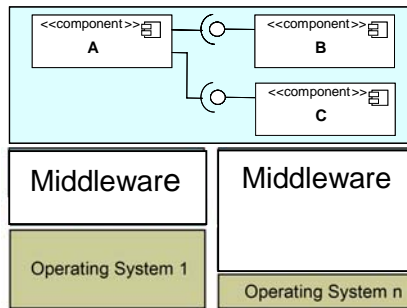 <<component>>
A
<<component>>
B
<<component>>
C
Middleware
Middleware
Operating System 1
Operating System n